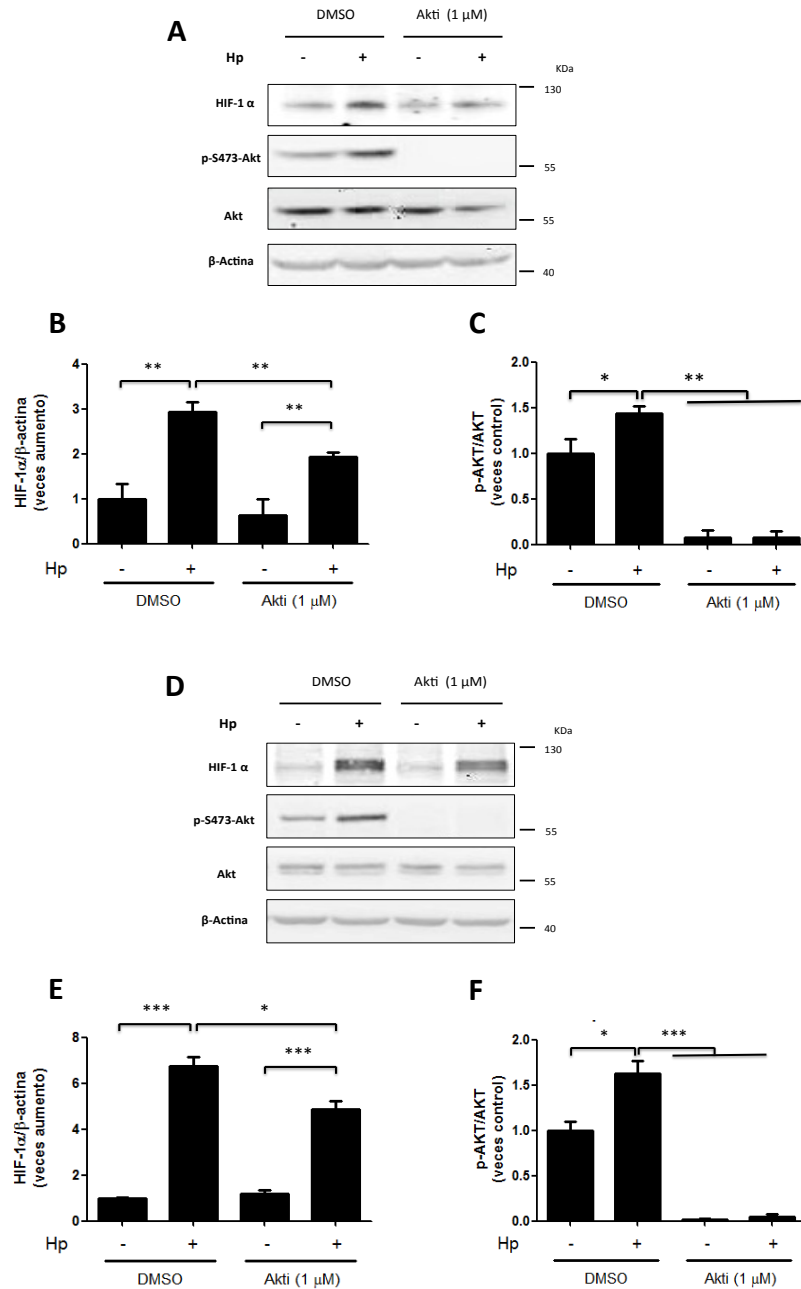 A
DMSO Akti (1 µM)
Hp - + - +
KDa
HIF-1 α 130
p-S473-Akt 55
Akt 55
β-Actina 40
B
HIF-1α/β-actina
(veces aumento)
4
3
2
1
0
** ** **
Hp - + - +
DMSO Akti (1 µM)
C
p-AKT/AKT
(veces control)
2.0
1.5
1.0
0.5
0.0
* **
Hp - + - +
DMSO Akti (1 µM)
D
DMSO Akti (1 µM)
Hp - + - +
KDa
HIF-1 α 130
p-S473-Akt 55
Akt 55
β-Actina 40
E
HIF-1α/β-actina
(veces aumento)
8
6
4
2
0
*** * ***
Hp - + - +
DMSO Akti (1 µM)
F
p-AKT/AKT
(veces control)
2.0
1.5
1.0
0.5
0.0
* ***
Hp - + - +
DMSO Akti (1 µM)